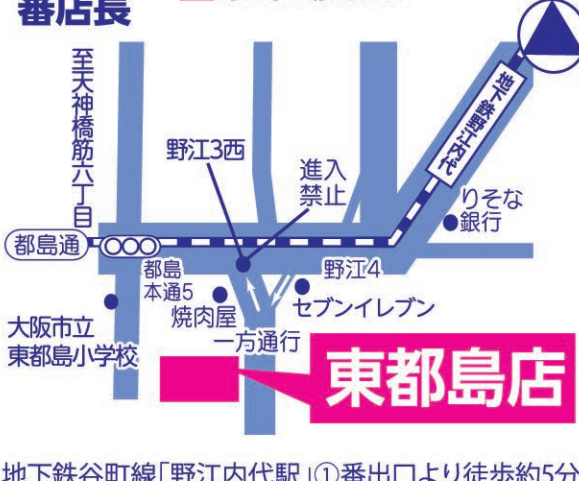 番店長
至天神橋筋六丁目
地下鉄野江内代
野江3西
進入
禁止
りそな
銀行
都島通
都島
本通5
野江4
焼肉屋
セブンイレブン
一方通行
大阪市立
東都島小学校
東都島店
地下鉄谷町線「野江内代駅」①番出口より徒歩約5分